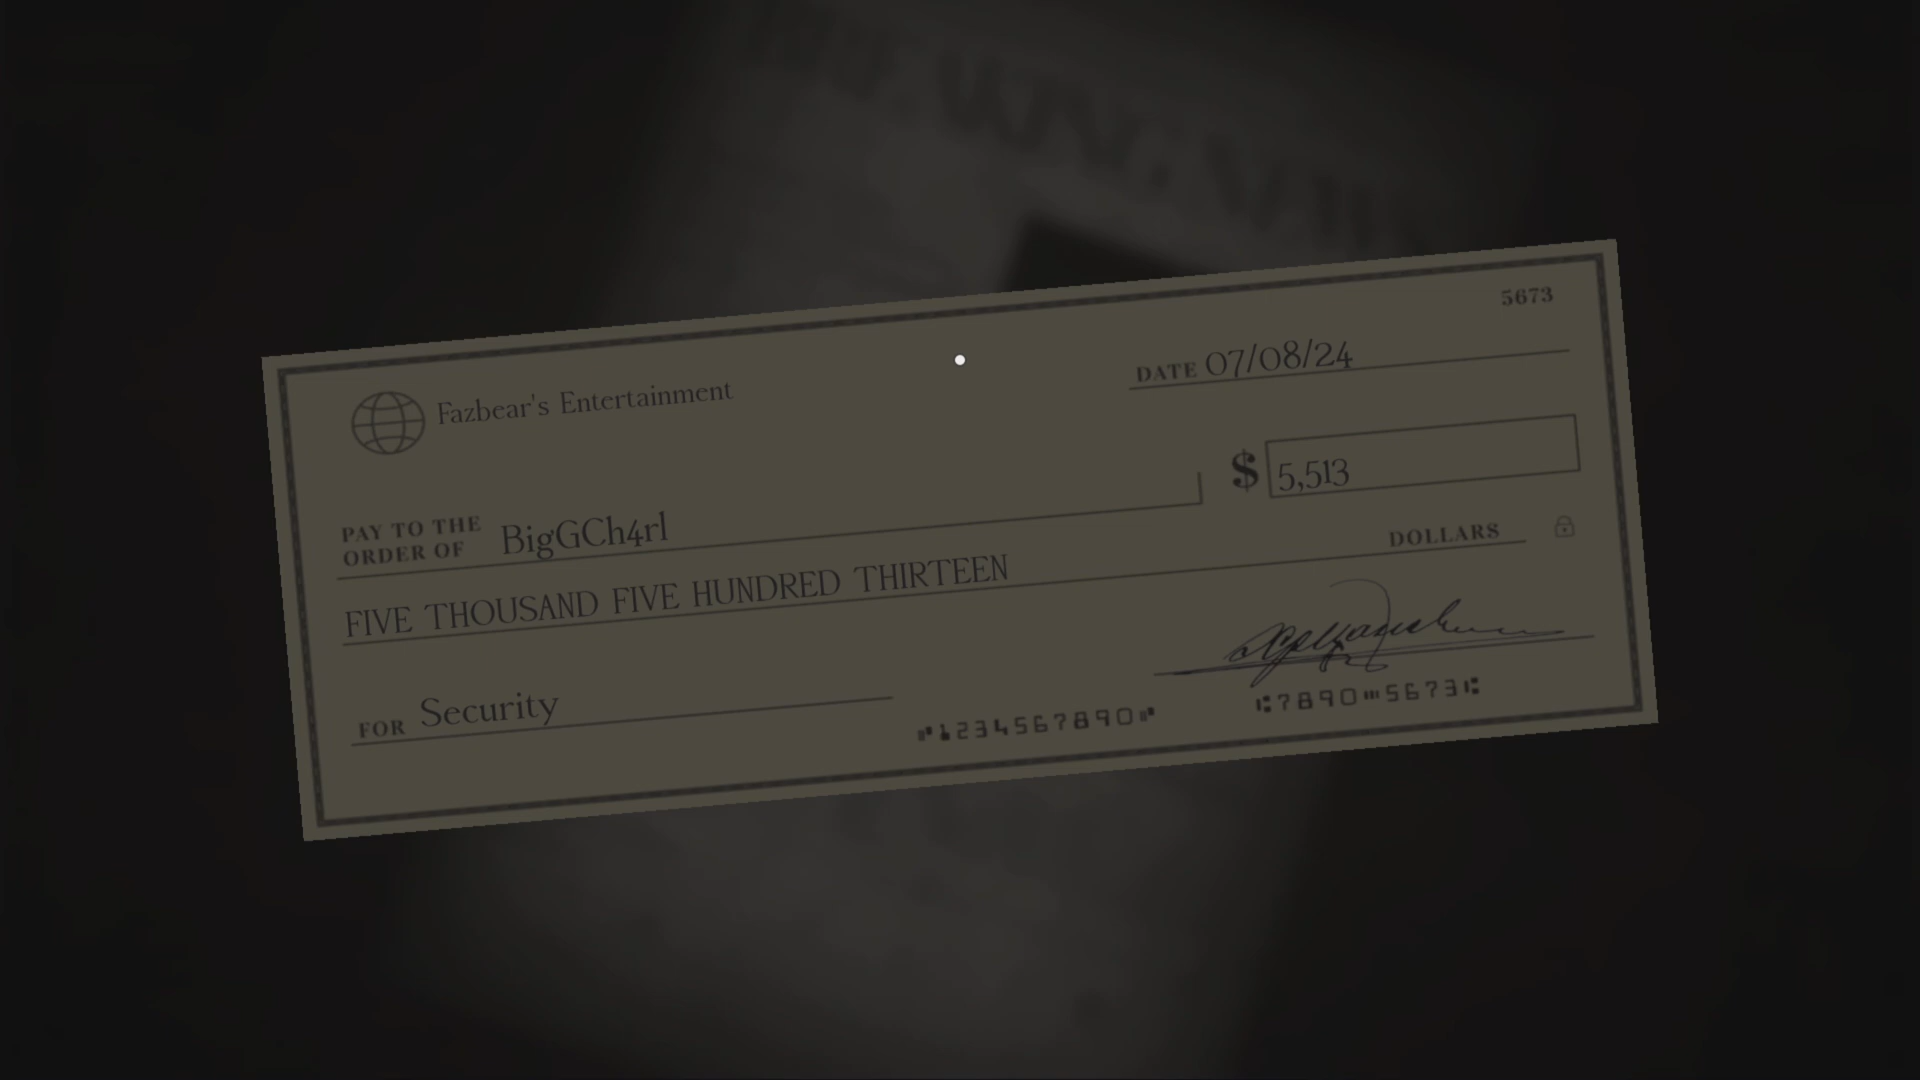 5673
DATE 07/08/24
Fazbear's Entertainment
$ 5,513
PAY TO THE
ORDER OF BigGCh4rl
DOLLARS
FIVE THOUSAND FIVE HUNDRED THIRTEEN
FOR Security
⑈1234567890⑈ ⑆7890⑉5673⑆